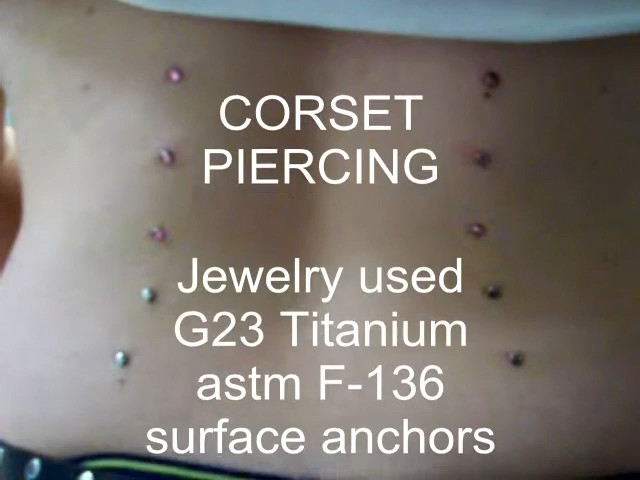 CORSET
PIERCING
Jewelry used
G23 Titanium
astm F-136
surface anchors